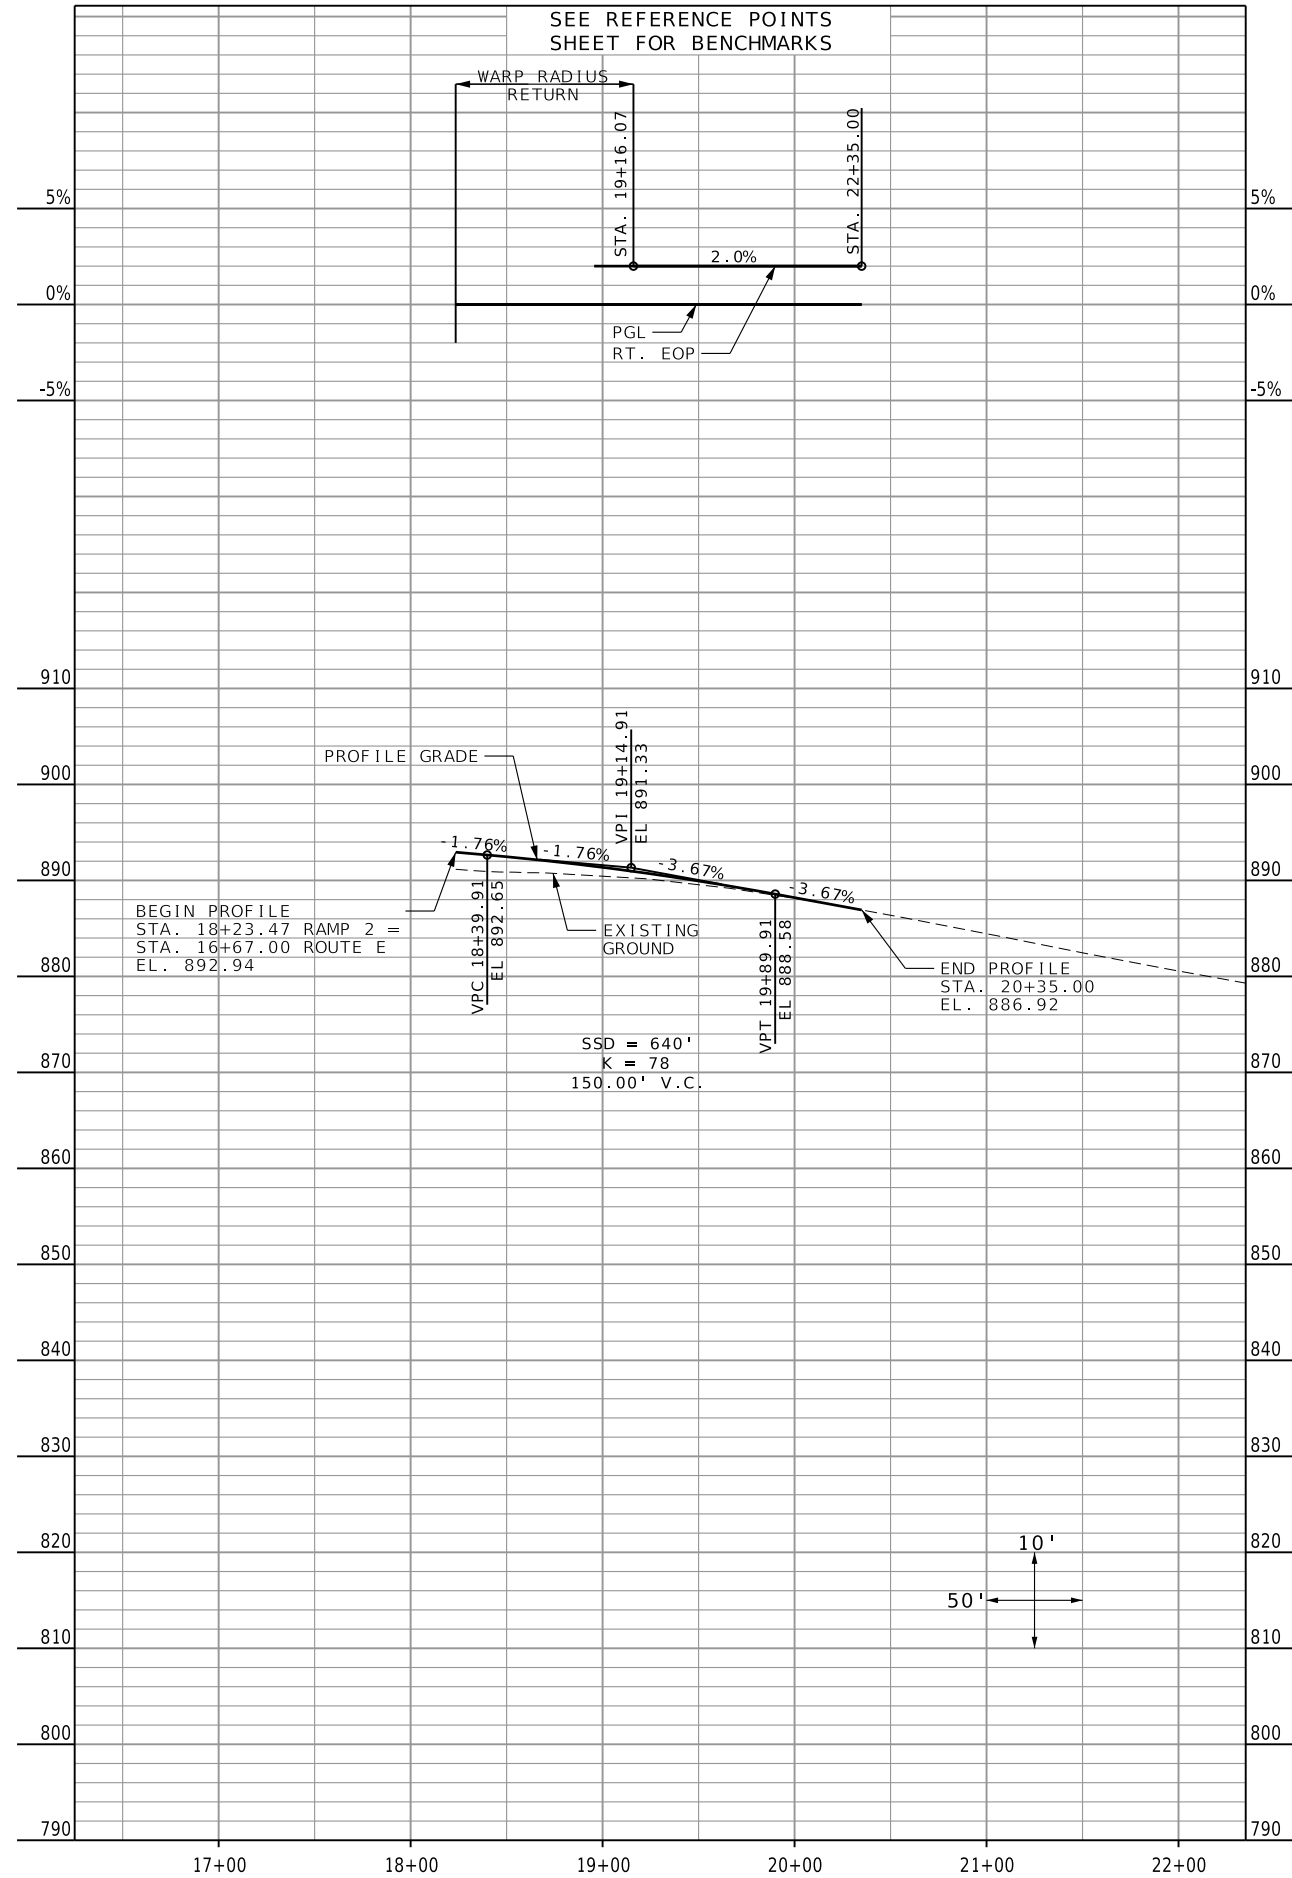 SEE REFERENCE POINTS
SHEET FOR BENCHMARKS
WARP RADIUS
RETURN
STA. 19+16.07
STA. 22+35.00
5%
5%
2.0%
0%
0%
PGL
RT. EOP
-5%
-5%
910
910
VPI 19+14.91
EL 891.33
PROFILE GRADE
900
900
-1.76%
-1.76%
-3.67%
-3.67%
890
890
BEGIN PROFILE
STA. 18+23.47 RAMP 2 =
STA. 16+67.00 ROUTE E
EL. 892.94
VPC 18+39.91
EL 892.65
EXISTING
GROUND
VPT 19+89.91
EL 888.58
END PROFILE
STA. 20+35.00
EL. 886.92
880
880
SSD = 640'
K = 78
150.00' V.C.
870
870
860
860
850
850
840
840
830
830
820
820
10'
50'
810
810
800
800
790
790
17+00
18+00
19+00
20+00
21+00
22+00